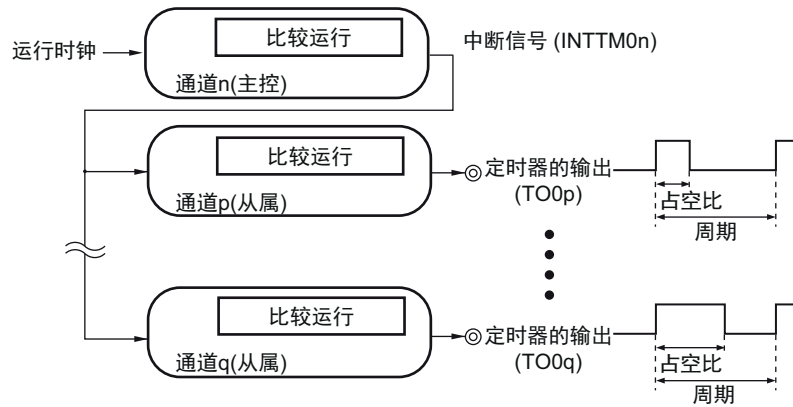 比较运行
运行时钟
中断信号 (INTTM0n)
通道n(主控)
比较运行
定时器的输出
(TO0p)
通道p(从属)
占空比
周期
比较运行
定时器的输出
(TO0q)
通道q(从属)
占空比
周期